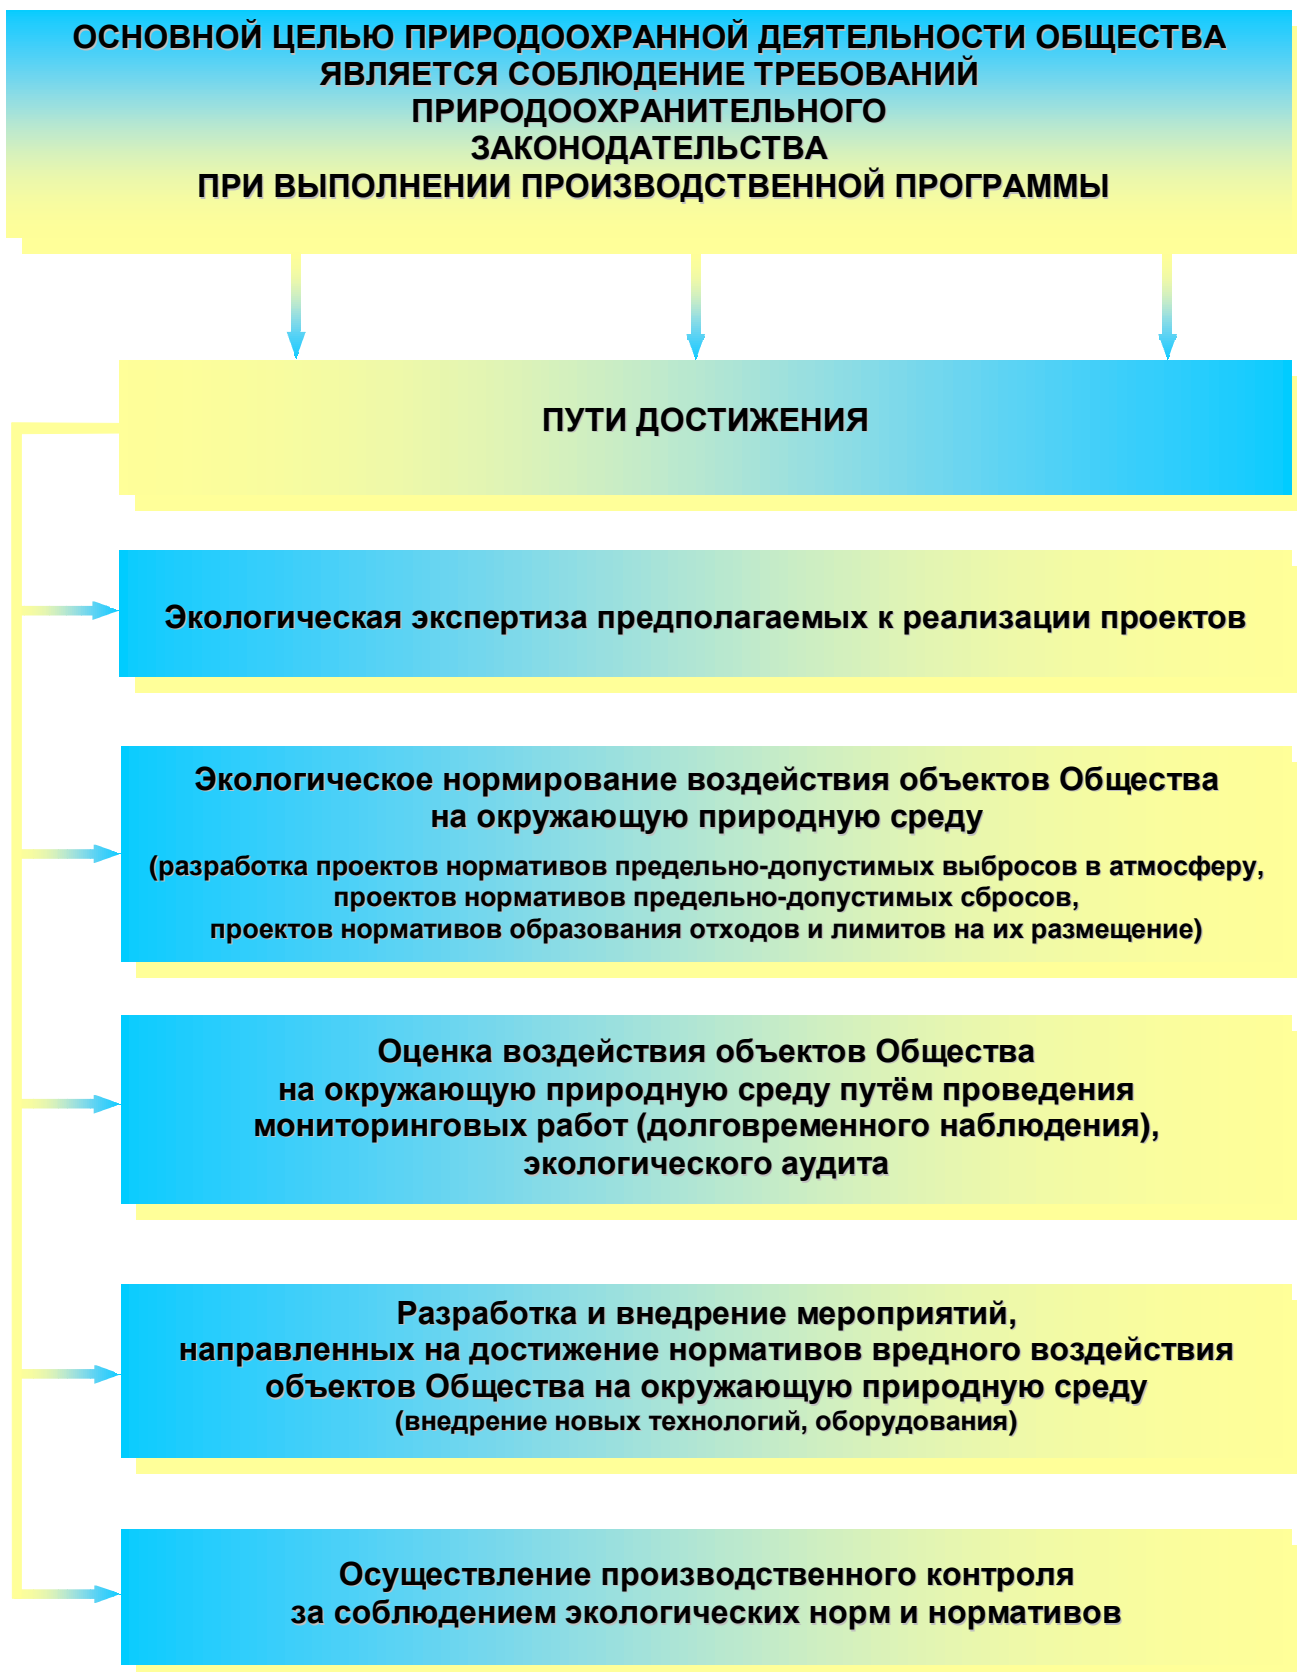 ОСНОВНОЙ ЦЕЛЬЮ ПРИРОДООХРАННОЙ ДЕЯТЕЛЬНОСТИ ОБЩЕСТВА
ЯВЛЯЕТСЯ СОБЛЮДЕНИЕ ТРЕБОВАНИЙ
ПРИРОДООХРАНИТЕЛЬНОГО
ЗАКОНОДАТЕЛЬСТВА
ПРИ ВЫПОЛНЕНИИ ПРОИЗВОДСТВЕННОЙ ПРОГРАММЫ
ПУТИ ДОСТИЖЕНИЯ
Экологическая экспертиза предполагаемых к реализации проектов
Экологическое нормирование воздействия объектов Общества
на окружающую природную среду
(разработка проектов нормативов предельно-допустимых выбросов в атмосферу,
проектов нормативов предельно-допустимых сбросов,
проектов нормативов образования отходов и лимитов на их размещение)
Оценка воздействия объектов Общества
на окружающую природную среду путём проведения
мониторинговых работ (долговременного наблюдения),
экологического аудита
Разработка и внедрение мероприятий,
направленных на достижение нормативов вредного воздействия
объектов Общества на окружающую природную среду
(внедрение новых технологий, оборудования)
Осуществление производственного контроля
за соблюдением экологических норм и нормативов